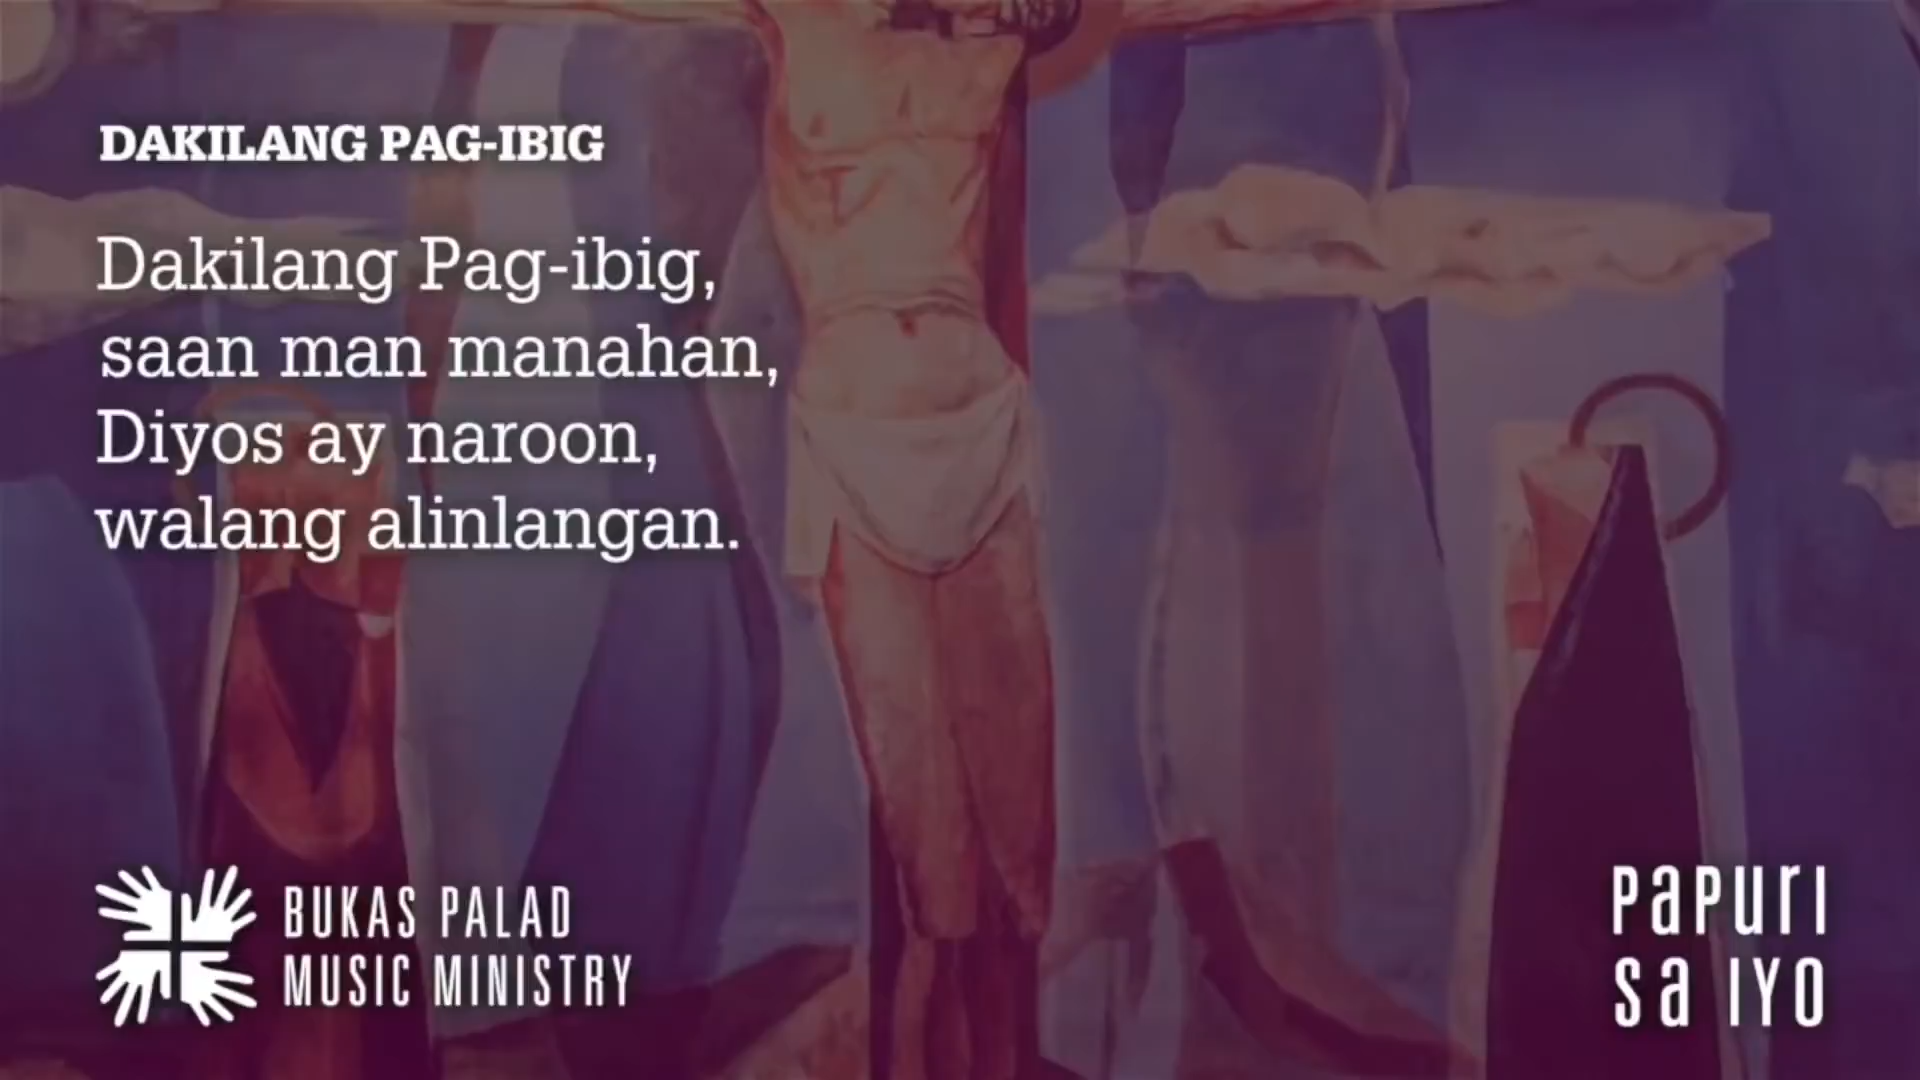 DAKILANG PAG-IBIG
Dakilang Pag-ibig,
saan man manahan,
Diyos ay naroon,
walang alinlangan.
BUKAS PALAD
MUSIC MINISTRY
PaPURI
Sa IYO